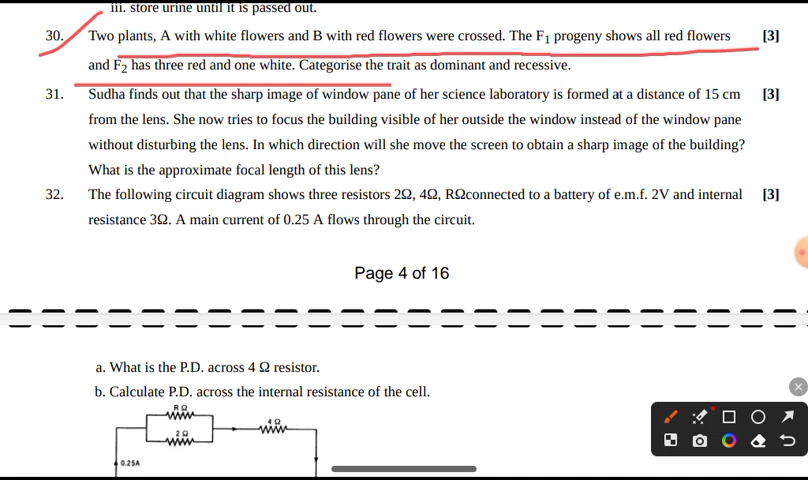 iii. store urine until it is passed out.
30. Two plants, A with white flowers and B with red flowers were crossed. The F₁ progeny shows all red flowers [3]
and F₂ has three red and one white. Categorise the trait as dominant and recessive.
31. Sudha finds out that the sharp image of window pane of her science laboratory is formed at a distance of 15 cm [3]
from the lens. She now tries to focus the building visible of her outside the window instead of the window pane
without disturbing the lens. In which direction will she move the screen to obtain a sharp image of the building?
What is the approximate focal length of this lens?
32. The following circuit diagram shows three resistors 2Ω, 4Ω, RΩconnected to a battery of e.m.f. 2V and internal [3]
resistance 3Ω. A main current of 0.25 A flows through the circuit.
Page 4 of 16
a. What is the P.D. across 4 Ω resistor.
b. Calculate P.D. across the internal resistance of the cell.
R Ω
4 Ω
2 Ω
0.25A